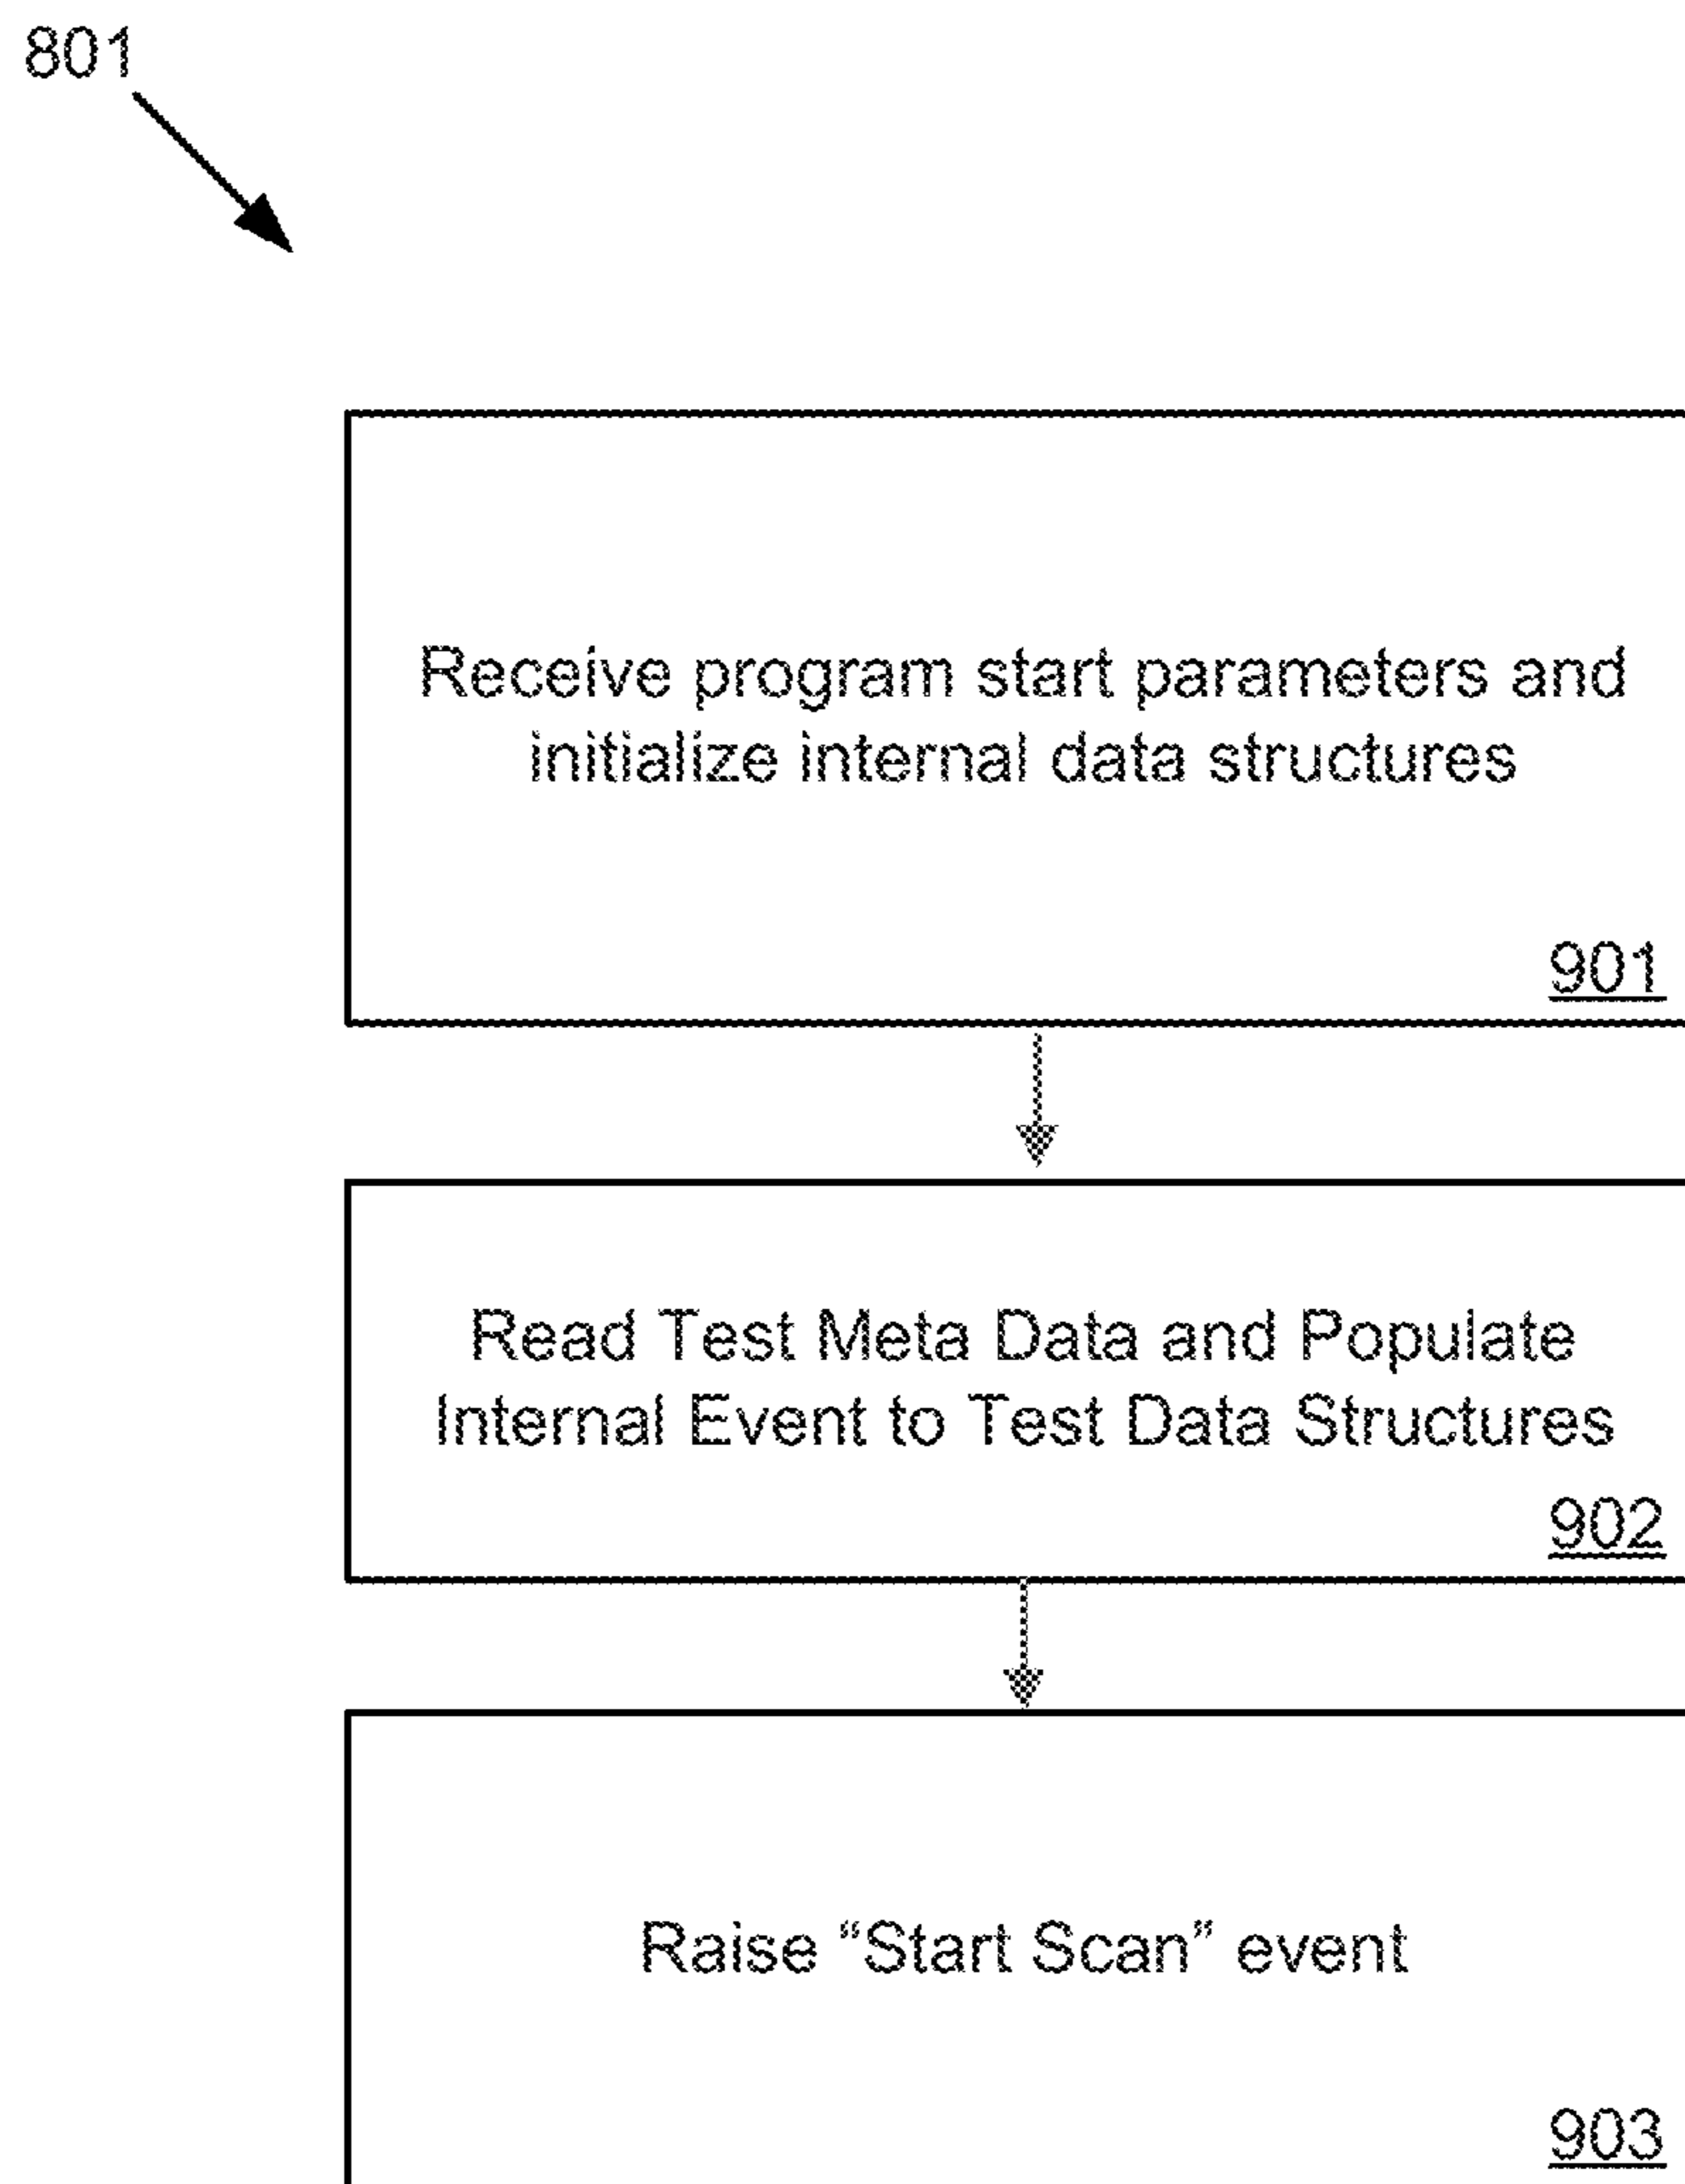 801
Receive program start parameters and
initialize internal data structures
901
Read Test Meta Data and Populate
Internal Event to Test Data Structures
902
Raise “Start Scan” event
903